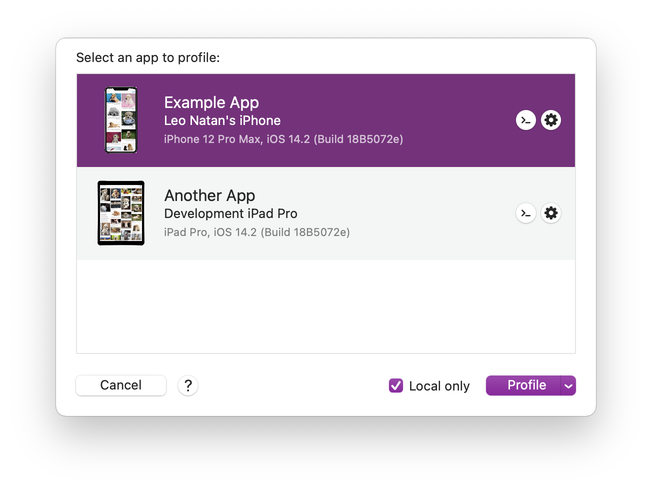 Select an app to profile:
Example App
Leo Natan's iPhone
iPhone 12 Pro Max, iOS 14.2 (Build 18B5072e)
Another App
Development iPad Pro
iPad Pro, iOS 14.2 (Build 18B5072e)
Cancel
?
Local only
Profile